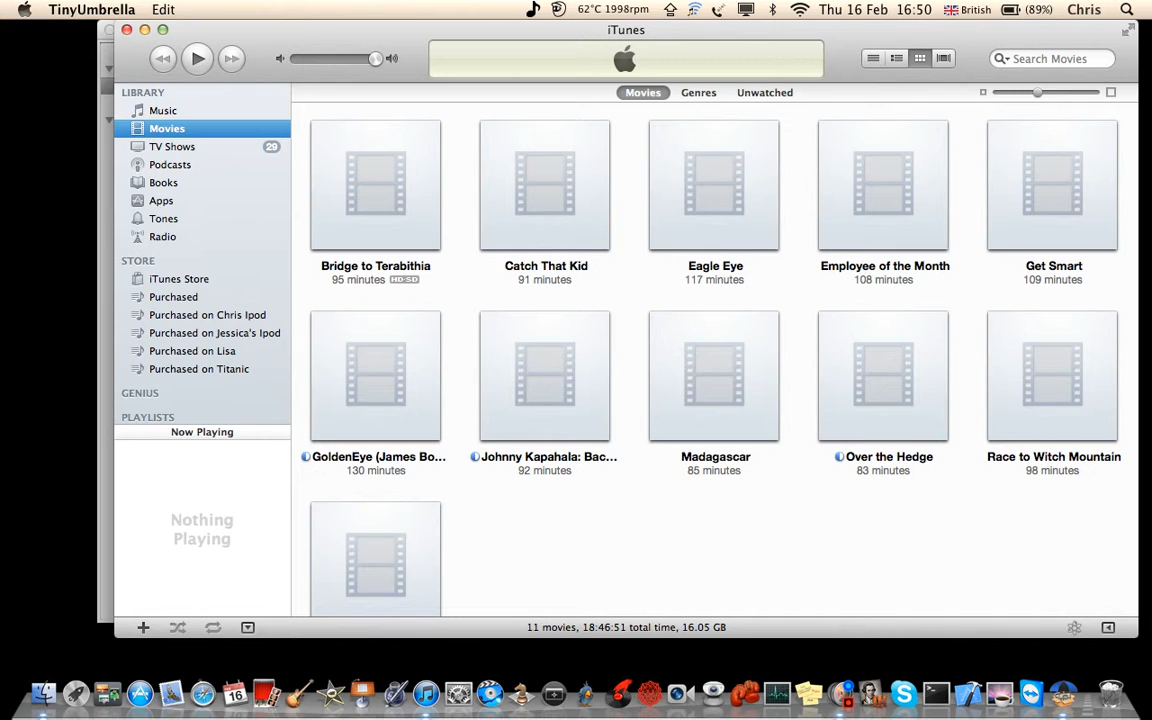 TinyUmbrella Edit 62°C 1998rpm Thu 16 Feb 16:50 British (89%) Chris
iTunes
Search Movies
LIBRARY
Music
Movies
TV Shows 29
Podcasts
Books
Apps
Tones
Radio
STORE
iTunes Store
Purchased
Purchased on Chris Ipod
Purchased on Jessica's Ipod
Purchased on Lisa
Purchased on Titanic
GENIUS
PLAYLISTS
Now Playing
Nothing
Playing
Movies Genres Unwatched
Bridge to Terabithia
95 minutes HD-SD
Catch That Kid
91 minutes
Eagle Eye
117 minutes
Employee of the Month
108 minutes
Get Smart
109 minutes
GoldenEye (James Bo...
130 minutes
Johnny Kapahala: Bac...
92 minutes
Madagascar
85 minutes
Over the Hedge
83 minutes
Race to Witch Mountain
98 minutes
11 movies, 18:46:51 total time, 16.05 GB
16